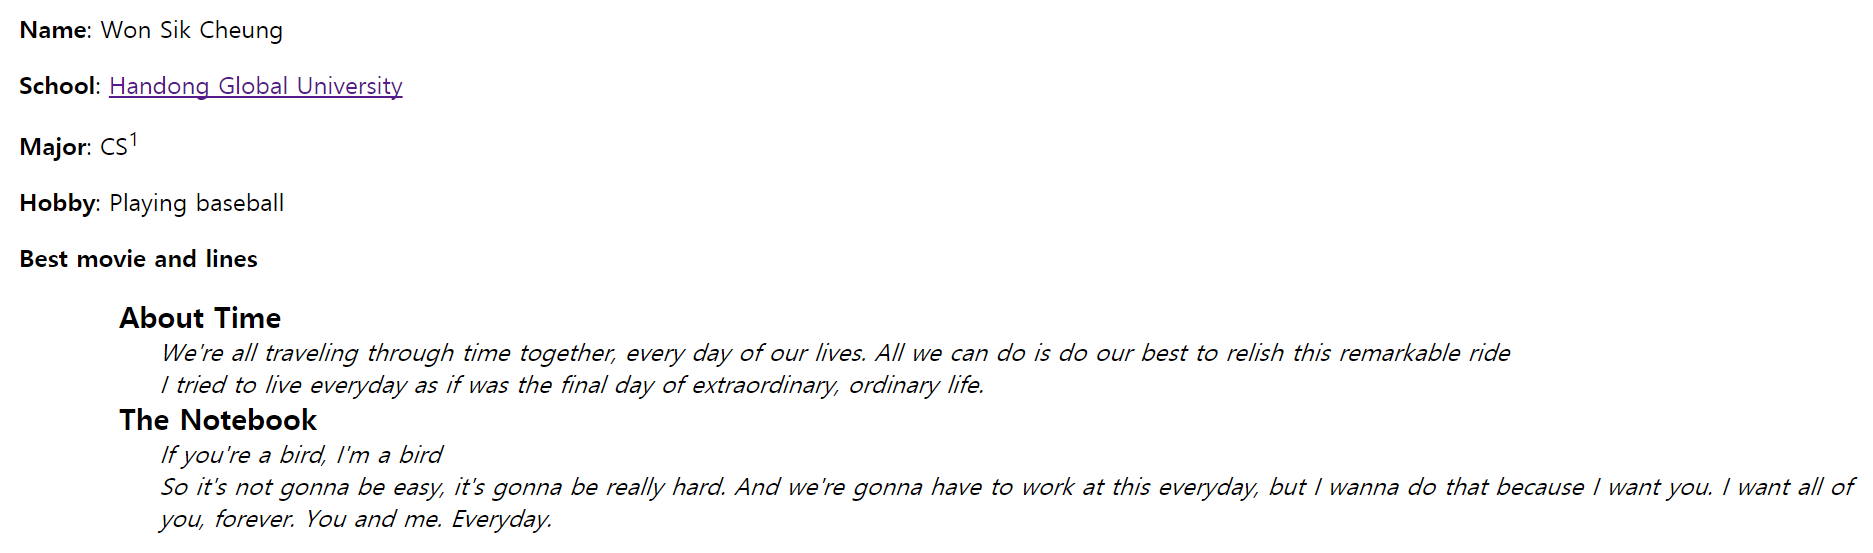 Name: Won Sik Cheung
School: Handong Global University
Major: CS1
Hobby: Playing baseball
Best movie and lines
About Time
We're all traveling through time together, every day of our lives. All we can do is do our best to relish this remarkable ride
I tried to live everyday as if was the final day of extraordinary, ordinary life.
The Notebook
If you're a bird, I'm a bird
So it's not gonna be easy, it's gonna be really hard. And we're gonna have to work at this everyday, but I wanna do that because I want you. I want all of
you, forever. You and me. Everyday.